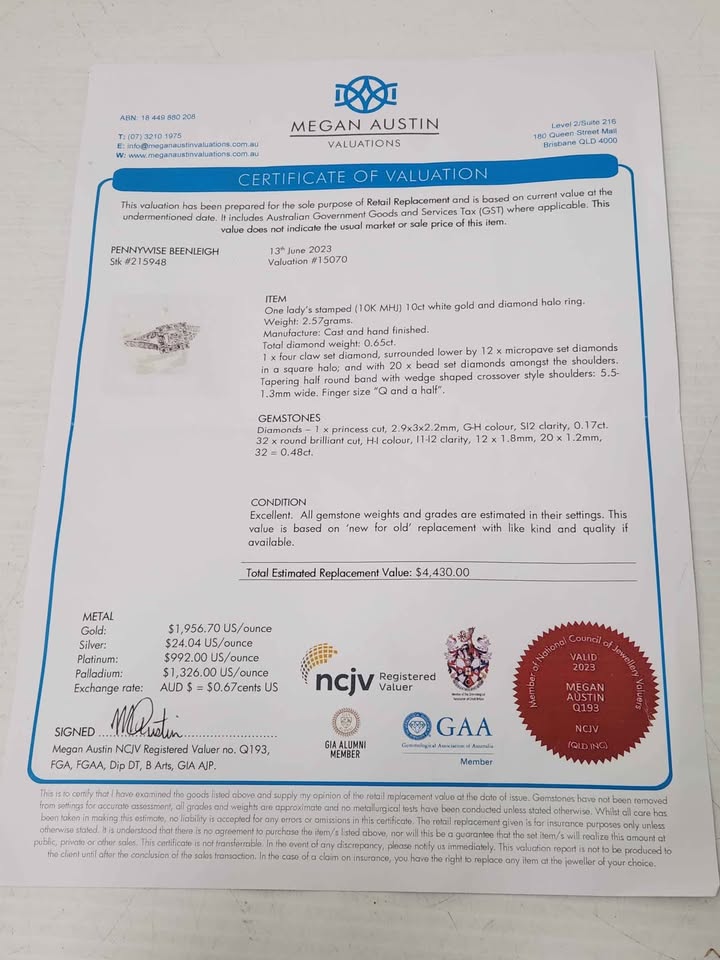 ABN: 18 449 880 208
T: (07) 3210 1975
E: info@meganaustinvaluations.com.au
W: www.meganaustinvaluations.com.au
MEGAN AUSTIN
VALUATIONS
Level 2/Suite 216
180 Queen Street Mall
Brisbane QLD 4000
CERTIFICATE OF VALUATION
This valuation has been prepared for the sole purpose of Retail Replacement and is based on current value at the
undermentioned date. It includes Australian Government Goods and Services Tax (GST) where applicable. This
value does not indicate the usual market or sale price of this item.
PENNYWISE BEENLEIGH
Stk #215948
13th June 2023
Valuation #15070
ITEM
One lady's stamped (10K MHJ) 10ct white gold and diamond halo ring.
Weight: 2.57grams.
Manufacture: Cast and hand finished.
Total diamond weight: 0.65ct.
1 x four claw set diamond, surrounded lower by 12 x micropave set diamonds
in a square halo; and with 20 x bead set diamonds amongst the shoulders.
Tapering half round band with wedge shaped crossover style shoulders: 5.5-
1.3mm wide. Finger size "Q and a half".
GEMSTONES
Diamonds – 1 x princess cut, 2.9x3x2.2mm, G-H colour, SI2 clarity, 0.17ct.
32 x round brilliant cut, H-I colour, I1-I2 clarity, 12 x 1.8mm, 20 x 1.2mm,
32 = 0.48ct.
CONDITION
Excellent. All gemstone weights and grades are estimated in their settings. This
value is based on 'new for old' replacement with like kind and quality if
available.
Total Estimated Replacement Value: $4,430.00
METAL
Gold: $1,956.70 US/ounce
Silver: $24.04 US/ounce
Platinum: $992.00 US/ounce
Palladium: $1,326.00 US/ounce
Exchange rate: AUD $ = $0.67cents US
SIGNED MAustin
Megan Austin NCJV Registered Valuer no. Q193,
FGA, FGAA, Dip DT, B Arts, GIA AJP.
ncjv Registered
Valuer
GIA ALUMNI
MEMBER
GAA
Gemmological Association of Australia
Member
Member of National Council of Jewellery Valuers
VALID
2023
MEGAN
AUSTIN
Q193
NCJV
(QLD INC)
This is to certify that I have examined the goods listed above and supply my opinion of the retail replacement value at the date of issue. Gemstones have not been removed
from settings for accurate assessment, all grades and weights are approximate and no metallurgical tests have been conducted unless stated otherwise. Whilst all care has
been taken in making this estimate, no liability is accepted for any errors or omissions in this certificate. The retail replacement given is for insurance purposes only unless
otherwise stated. It is understood that there is no agreement to purchase the item/s listed above, nor will this be a guarantee that the set item/s will realize this amount at
public, private or other sales. This certificate is not transferrable. In the event of any discrepancy, please notify us immediately. This valuation report is not to be produced to
the client until after the conclusion of the sales transaction. In the case of a claim on insurance, you have the right to replace any item at the jeweller of your choice.